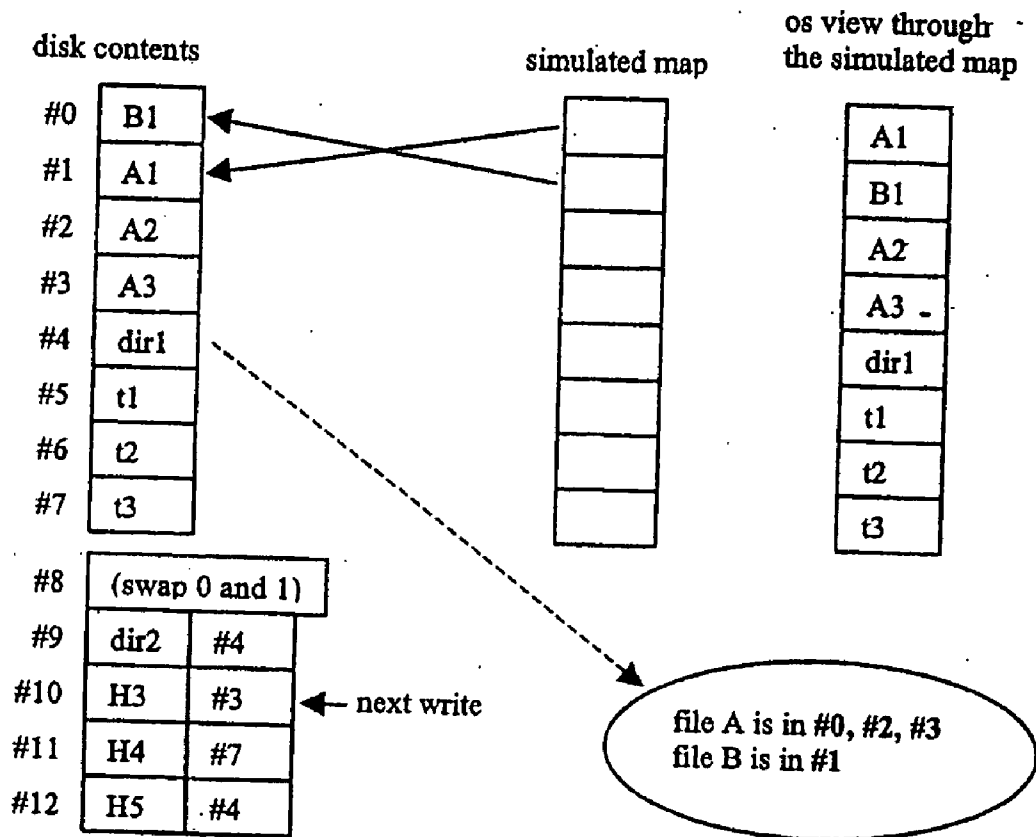 disk contents
simulated map
os view through
the simulated map
#0 B1
#1 A1
#2 A2
#3 A3
#4 dir1
#5 t1
#6 t2
#7 t3
A1
B1
A2
A3
dir1
t1
t2
t3
#8 (swap 0 and 1)
#9 dir2 #4
#10 H3 #3 next write
#11 H4 #7
#12 H5 #4
file A is in #0, #2, #3
file B is in #1